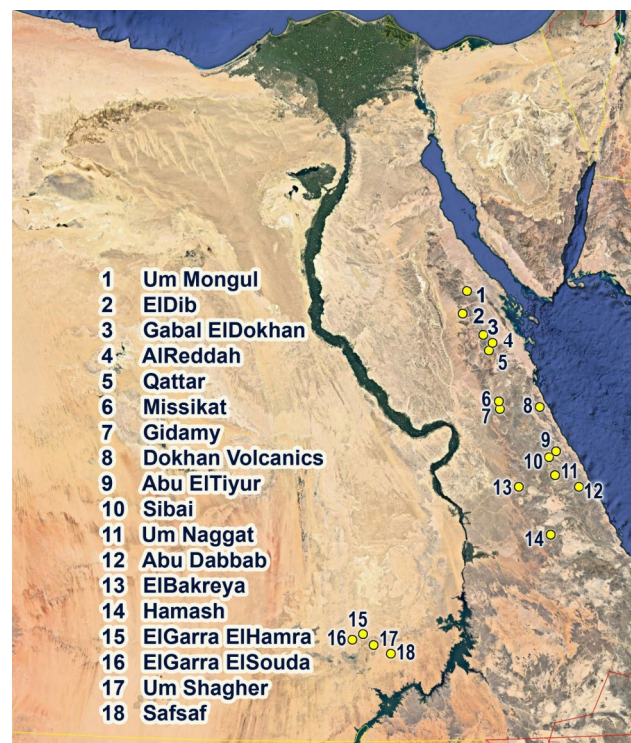 1 Um Mongul
2 ElDib
3 Gabal ElDokhan
4 AlReddah
5 Qattar
6 Missikat
7 Gidamy
8 Dokhan Volcanics
9 Abu ElTiyur
10 Sibai
11 Um Naggat
12 Abu Dabbab
13 ElBakreya
14 Hamash
15 ElGarra ElHamra
16 ElGarra ElSouda
17 Um Shagher
18 Safsaf
1
2
3
4
5
6
7
8
9
10
11
12
13
14
15
16
17
18